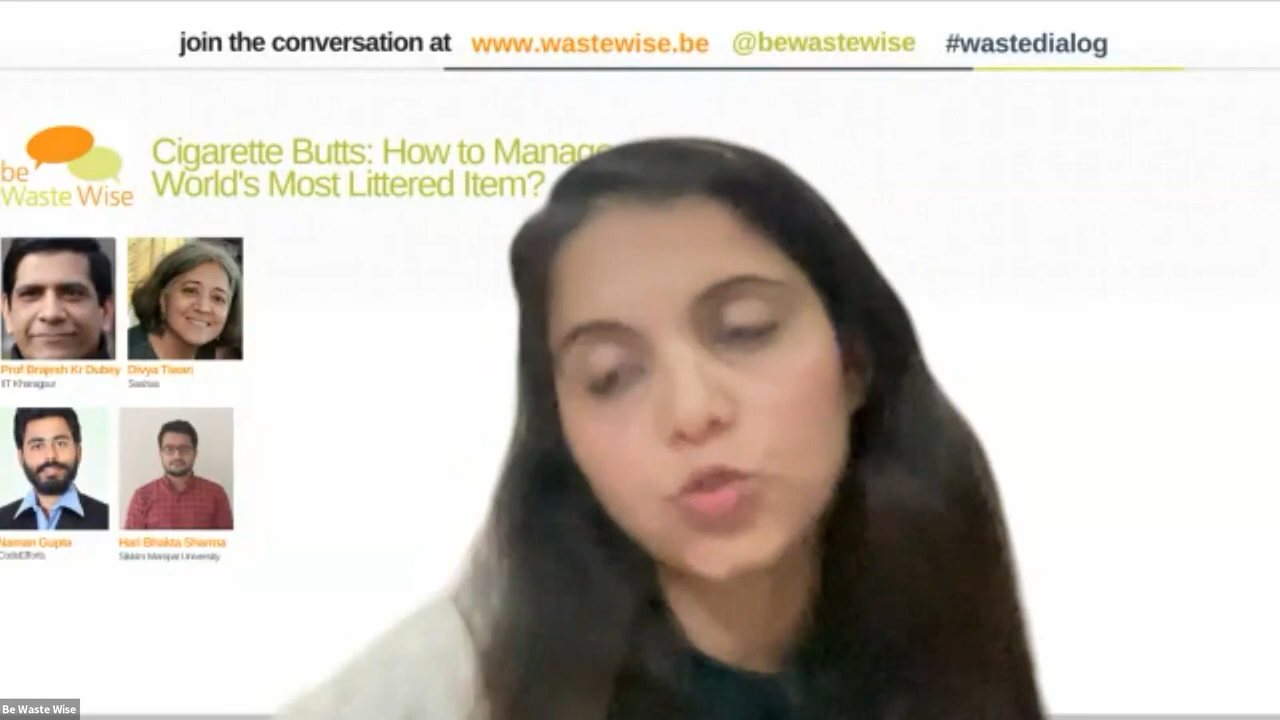 join the conversation at www.wastewise.be @bewastewise #wastedialog
be
Waste Wise
Cigarette Butts: How to Manage
World's Most Littered Item?
Prof Brajesh Kr Dubey Divya Tiwari
IIT Kharagpur
Naman Gupta Hari Bhakta Sharma
Sikkim Manipal University
Be Waste Wise